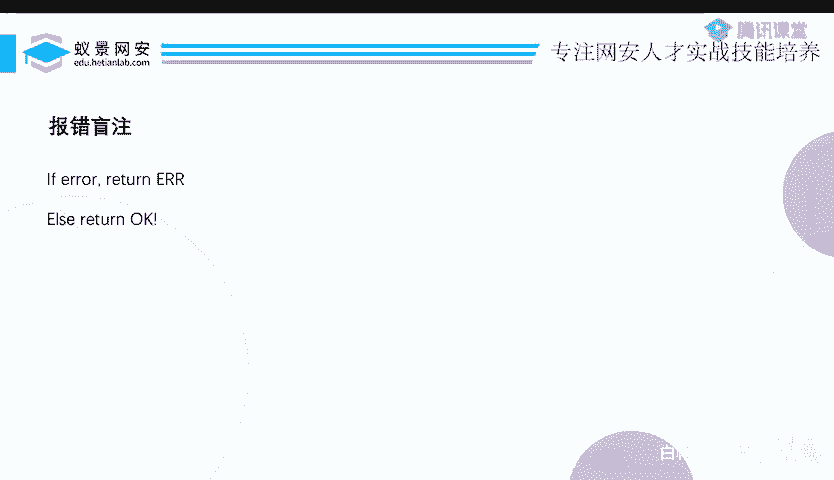 腾讯课堂
蚁景网安
edu.hetianlab.com
专注网安人才实战技能培养
报错盲注
If error, return ERR
Else return OK!